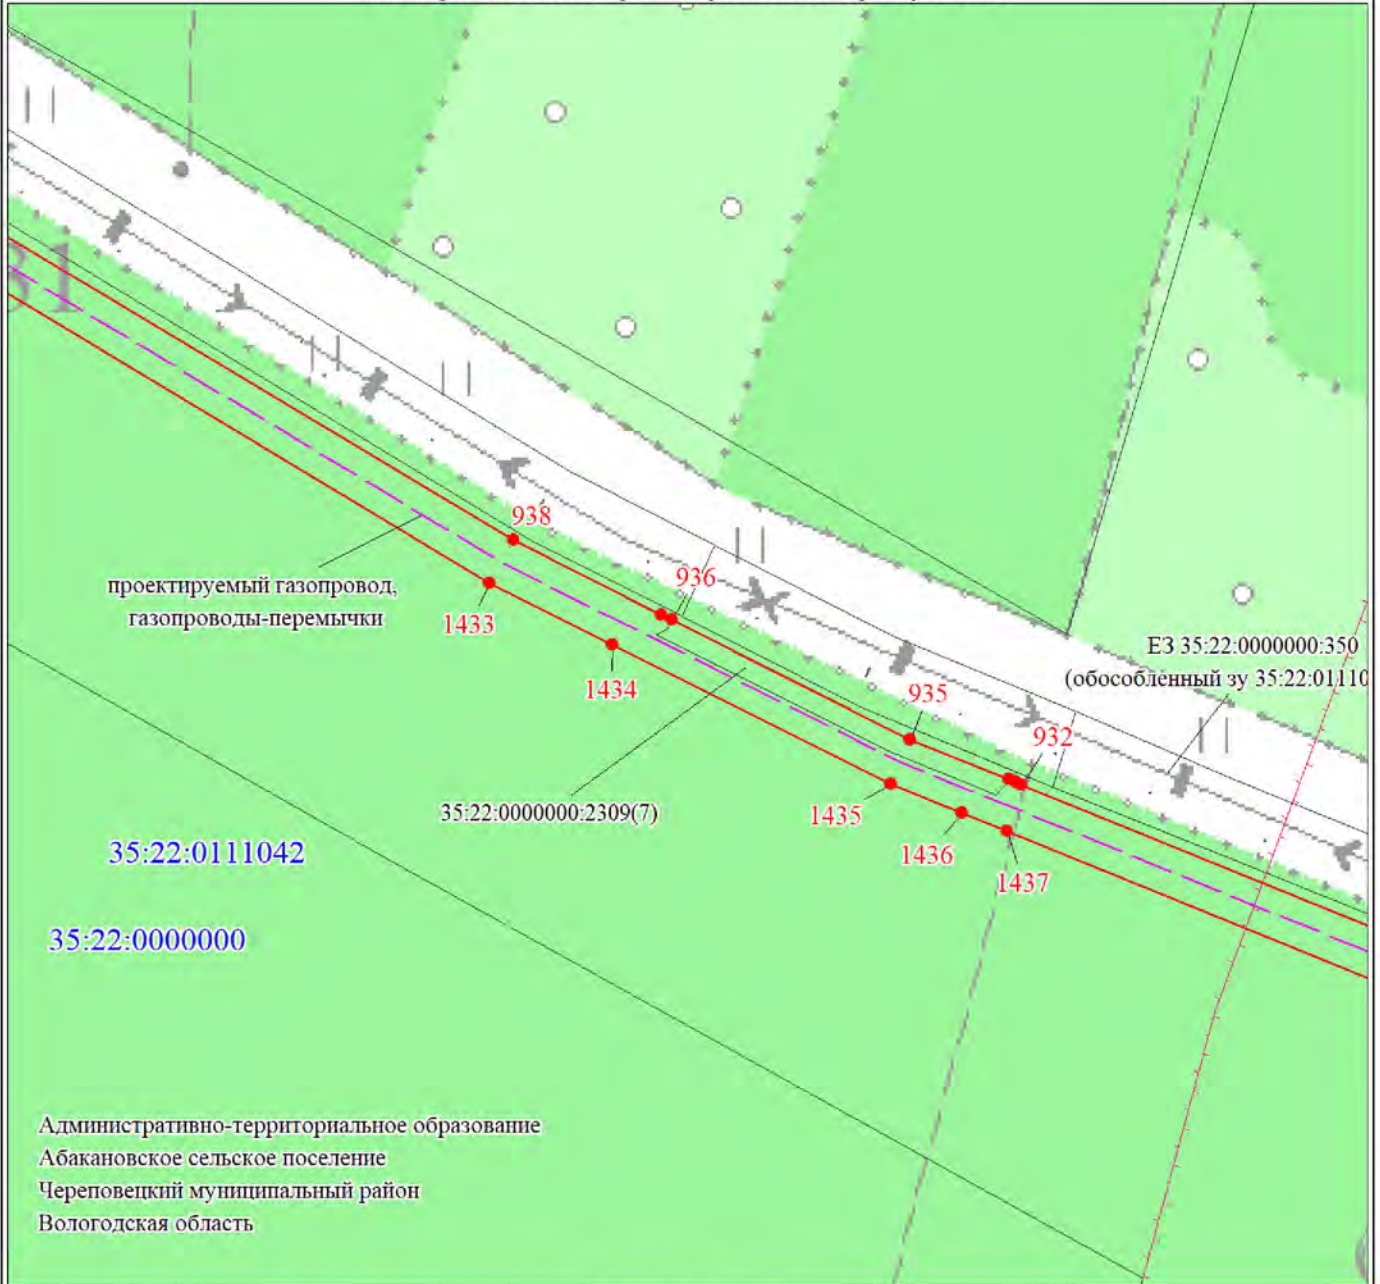 31
938
936
проектируемый газопровод,
газопроводы-перемычки
1433
1434
ЕЗ 35:22:0000000:350
(обособленный зу 35:22:01110
935
932
35:22:0000000:2309(7)
1435
1436
1437
35:22:0111042
35:22:0000000
Административно-территориальное образование
Абакановское сельское поселение
Череповецкий муниципальный район
Вологодская область